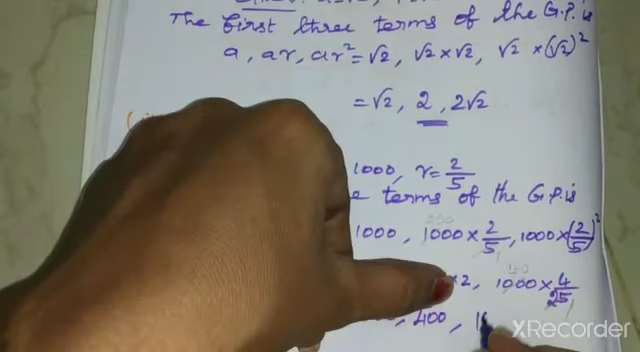 The first three terms of the G.P. is
a, ar, ar² = √2, √2 × √2, √2 × (√2)²
= √2, 2, 2√2
1000, r = 2/5
terms of the G.P. is
1000, 1000 × 2/5, 1000 × (2/5)²
×2, 1000 × 4/25
, 400,
XRecorder